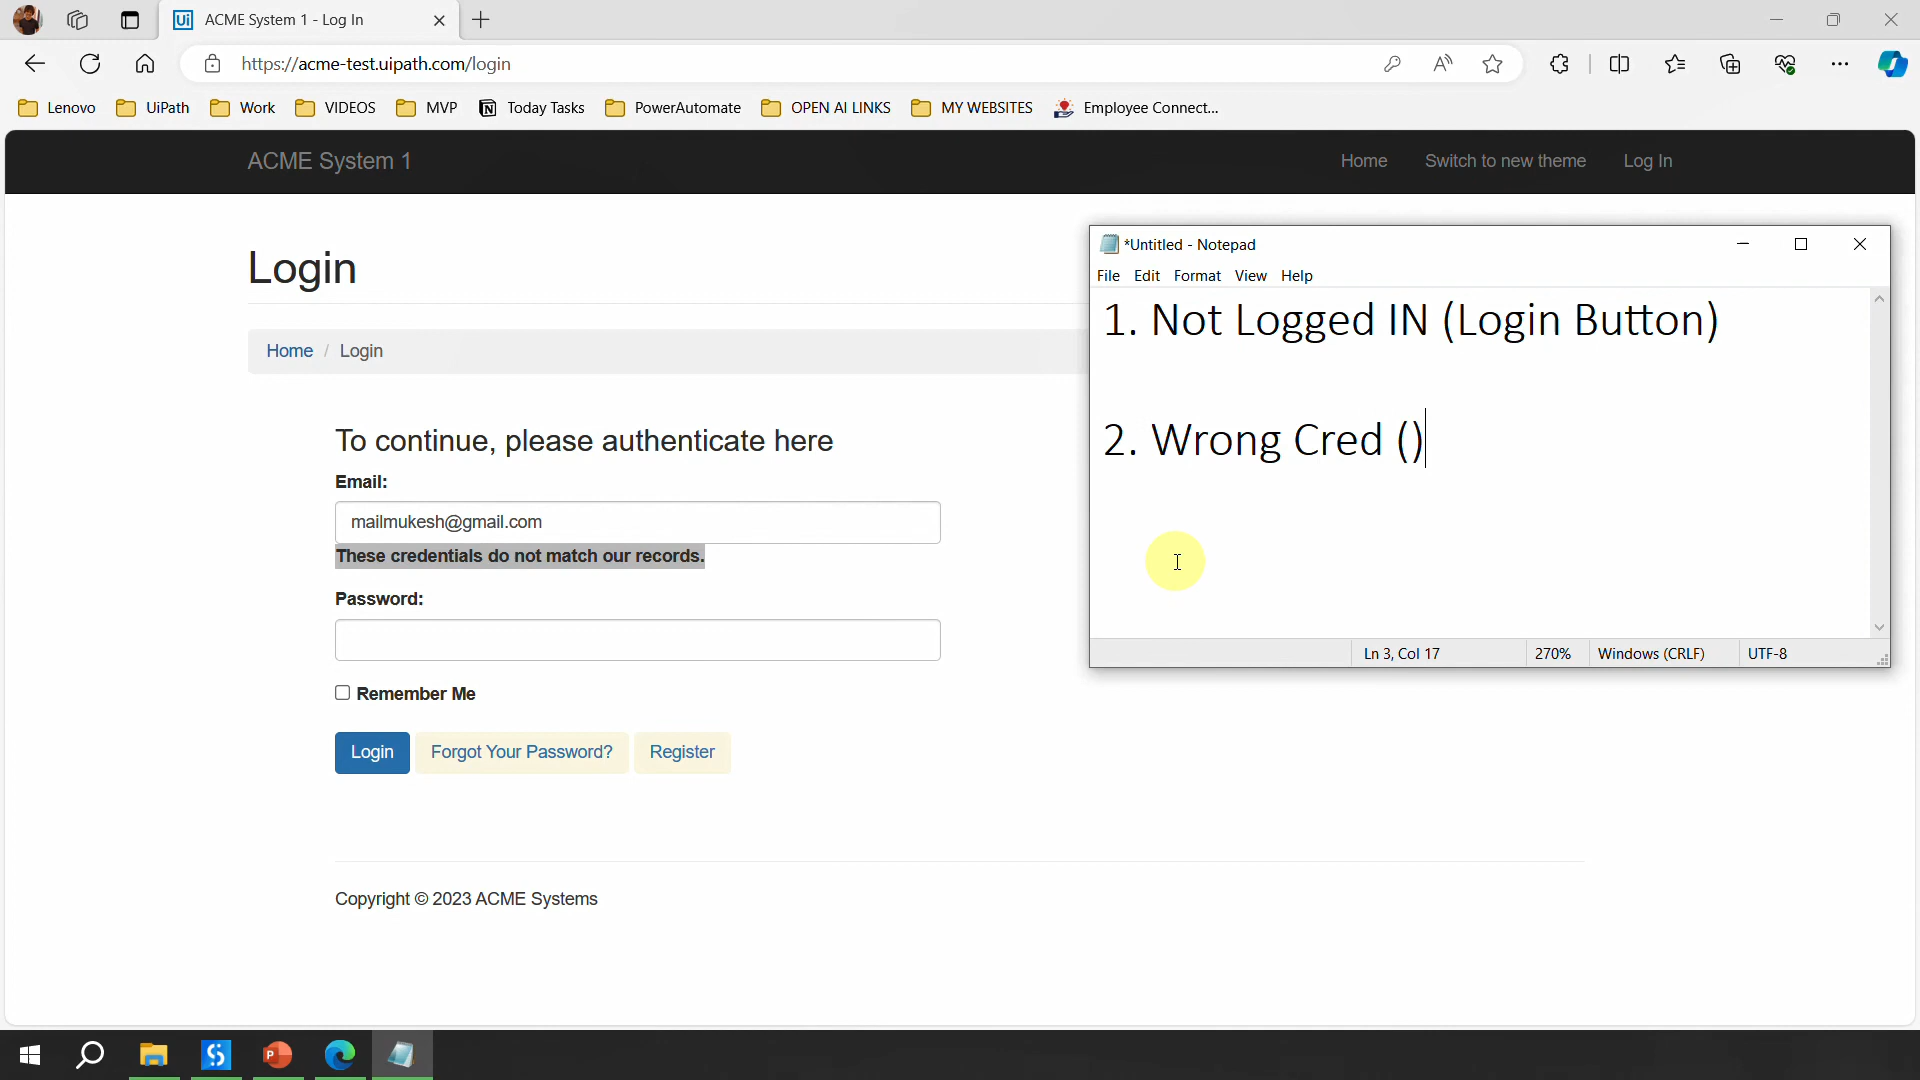 ACME System 1 - Log In
https://acme-test.uipath.com/login
Lenovo UiPath Work VIDEOS MVP Today Tasks PowerAutomate OPEN AI LINKS MY WEBSITES Employee Connect...
ACME System 1 Home Switch to new theme Log In
Login
Home / Login
To continue, please authenticate here
Email:
mailmukesh@gmail.com
These credentials do not match our records.
Password:
Remember Me
Login Forgot Your Password? Register
Copyright © 2023 ACME Systems
*Untitled - Notepad
File Edit Format View Help
1. Not Logged IN (Login Button)
2. Wrong Cred ()
Ln 3, Col 17 270% Windows (CRLF) UTF-8